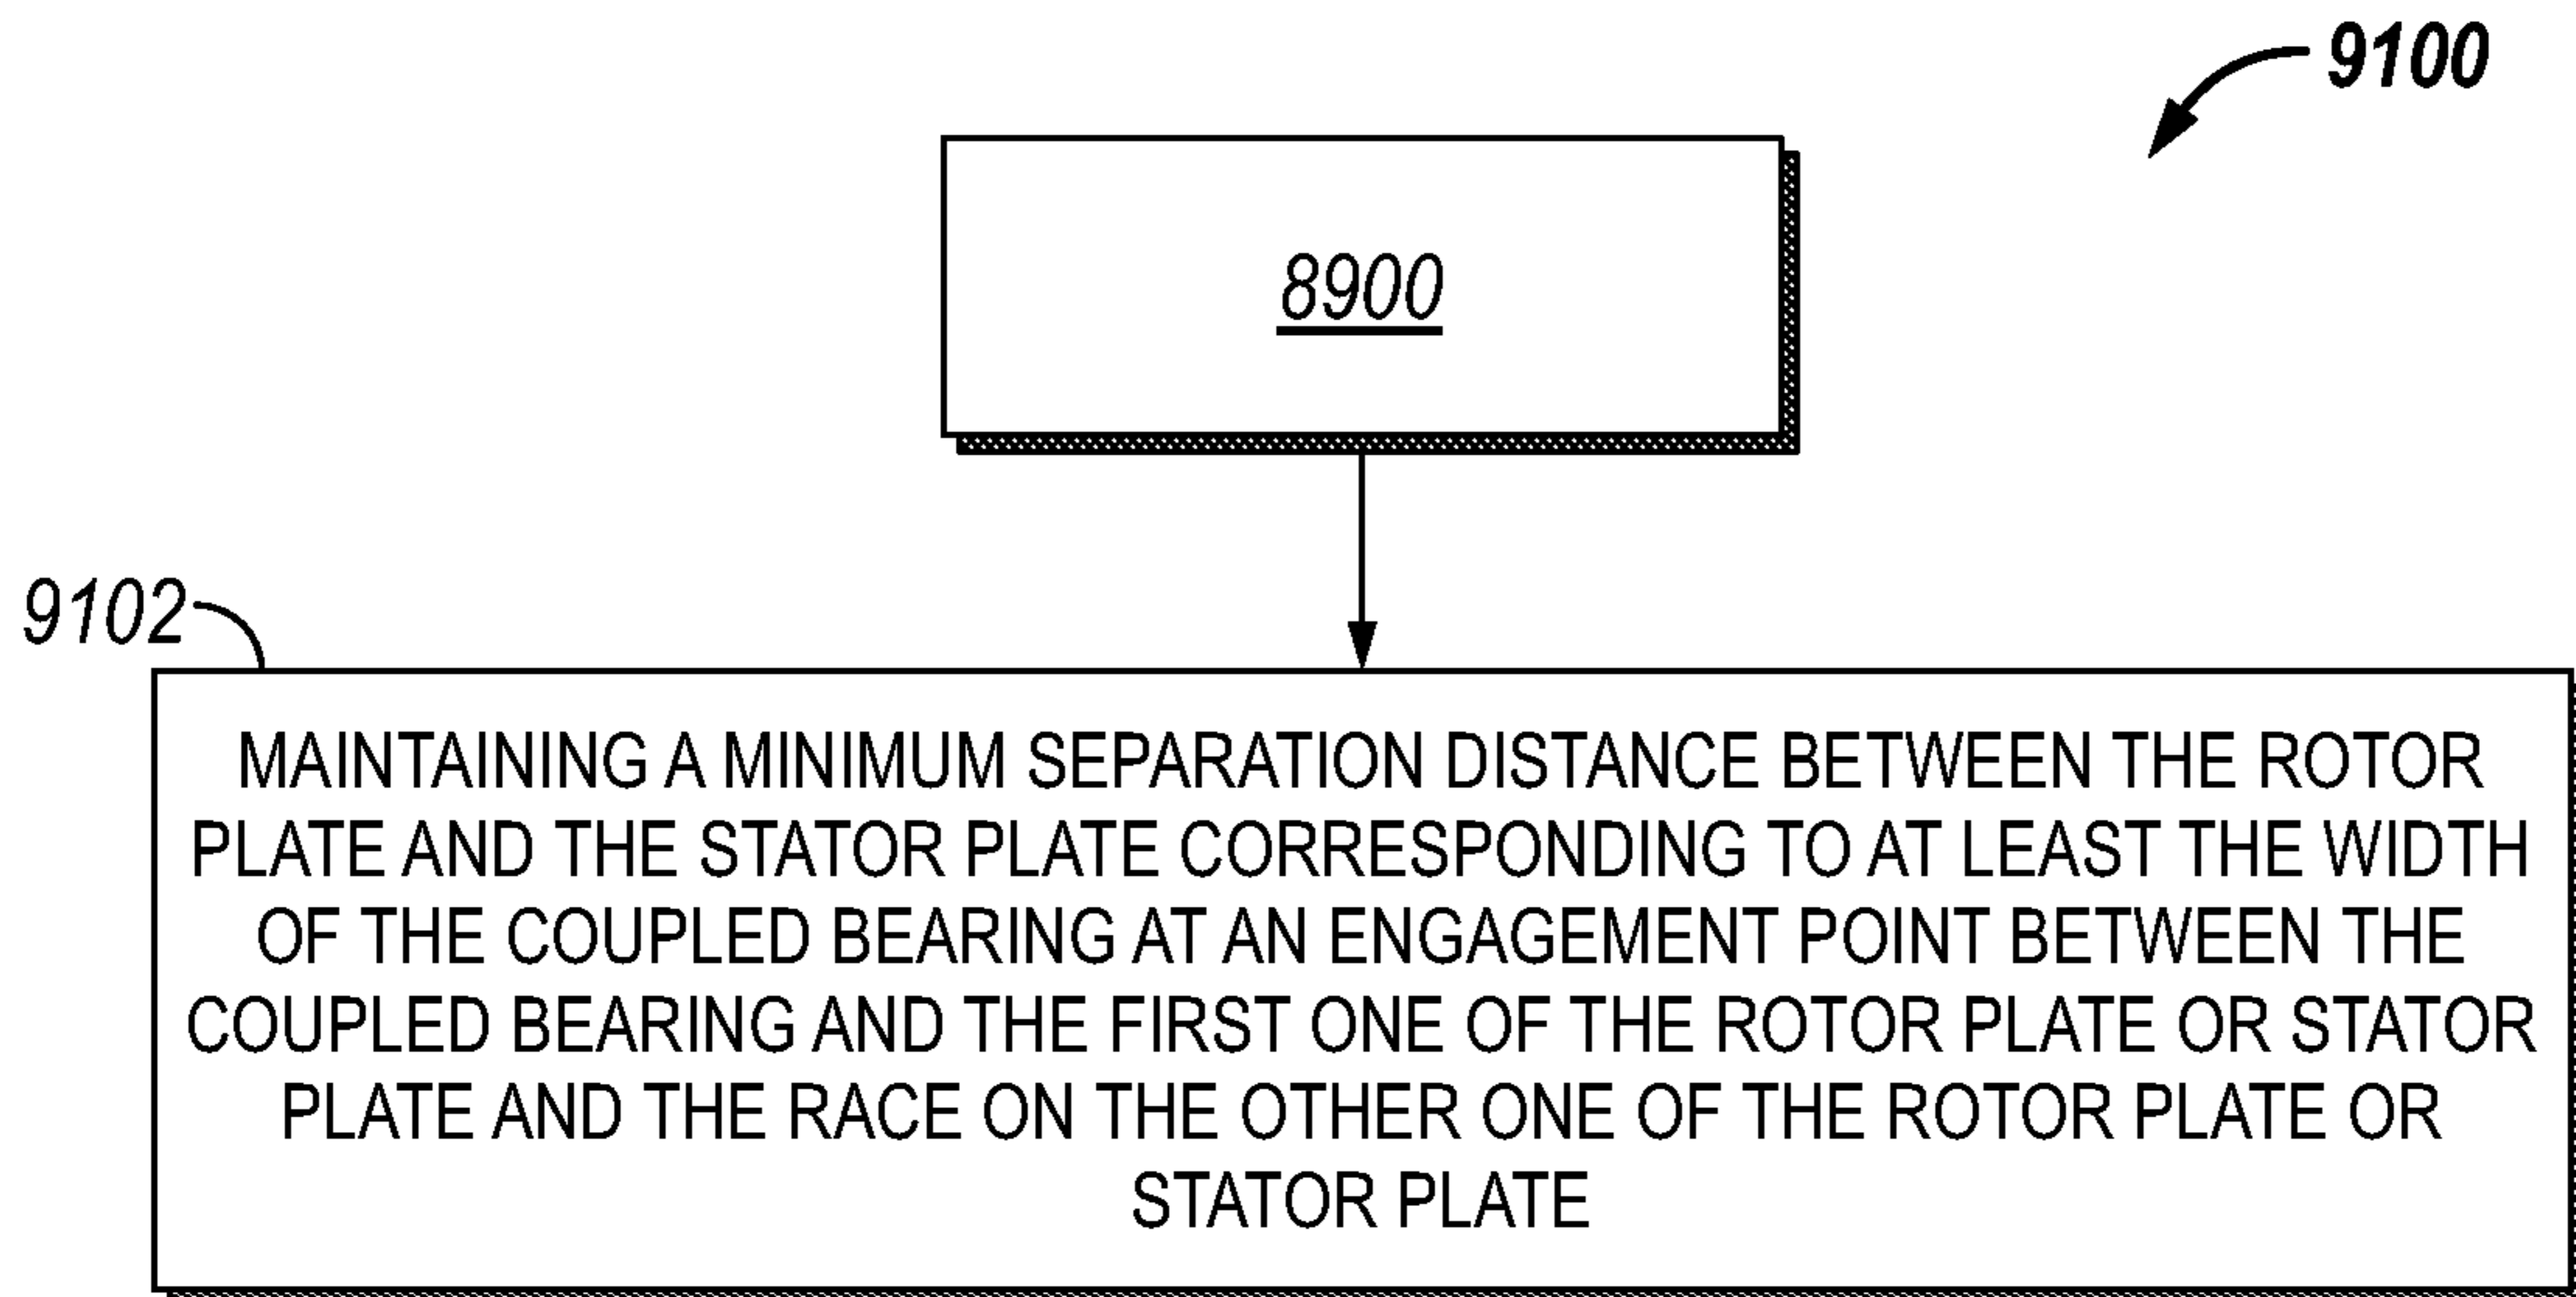 9100
8900
9102
MAINTAINING A MINIMUM SEPARATION DISTANCE BETWEEN THE ROTOR
PLATE AND THE STATOR PLATE CORRESPONDING TO AT LEAST THE WIDTH
OF THE COUPLED BEARING AT AN ENGAGEMENT POINT BETWEEN THE
COUPLED BEARING AND THE FIRST ONE OF THE ROTOR PLATE OR STATOR
PLATE AND THE RACE ON THE OTHER ONE OF THE ROTOR PLATE OR
STATOR PLATE